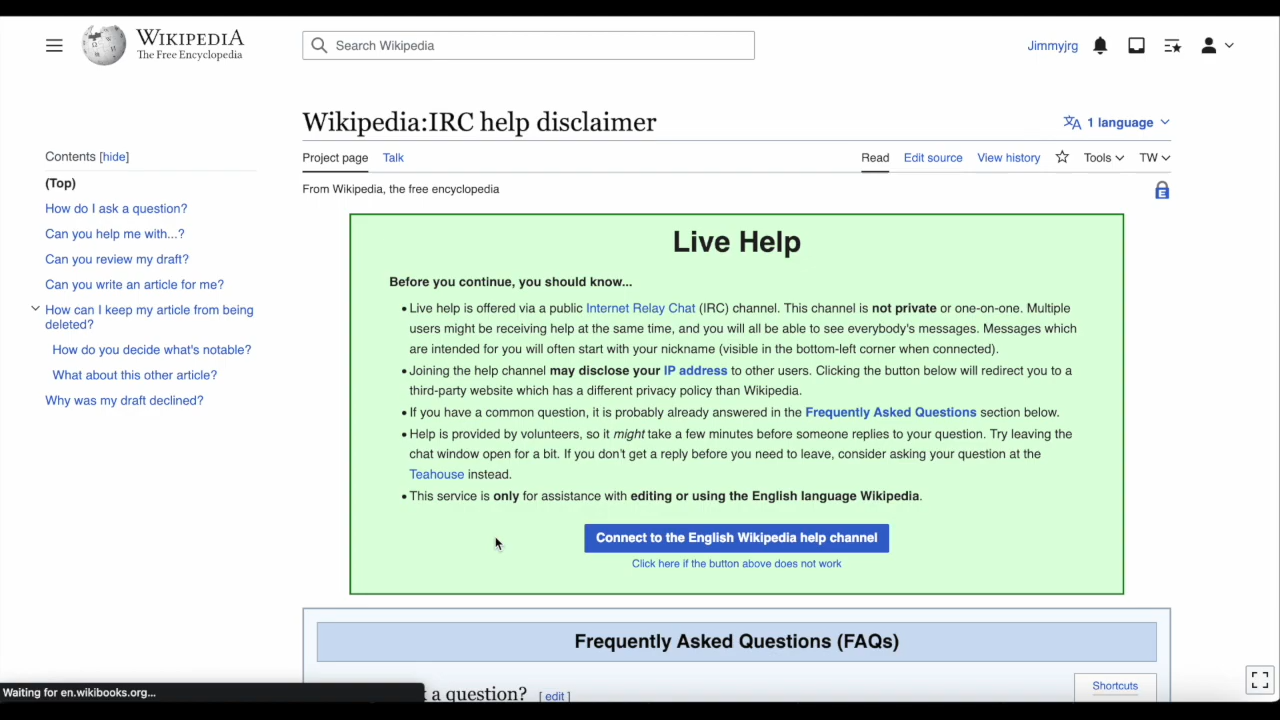 WIKIPEDIA
The Free Encyclopedia
Search Wikipedia
Jimmyjrg
Wikipedia:IRC help disclaimer
1 language
Project page
Talk
Read
Edit source
View history
Tools
TW
From Wikipedia, the free encyclopedia
E
Contents [hide]
(Top)
How do I ask a question?
Can you help me with...?
Can you review my draft?
Can you write an article for me?
How can I keep my article from being
deleted?
How do you decide what's notable?
What about this other article?
Why was my draft declined?
Live Help
Before you continue, you should know...
• Live help is offered via a public Internet Relay Chat (IRC) channel. This channel is not private or one-on-one. Multiple
users might be receiving help at the same time, and you will all be able to see everybody's messages. Messages which
are intended for you will often start with your nickname (visible in the bottom-left corner when connected).
• Joining the help channel may disclose your IP address to other users. Clicking the button below will redirect you to a
third-party website which has a different privacy policy than Wikipedia.
• If you have a common question, it is probably already answered in the Frequently Asked Questions section below.
• Help is provided by volunteers, so it might take a few minutes before someone replies to your question. Try leaving the
chat window open for a bit. If you don't get a reply before you need to leave, consider asking your question at the
Teahouse instead.
• This service is only for assistance with editing or using the English language Wikipedia.
Connect to the English Wikipedia help channel
Click here if the button above does not work
Frequently Asked Questions (FAQs)
a question? [ edit ]
Shortcuts
Waiting for en.wikibooks.org...